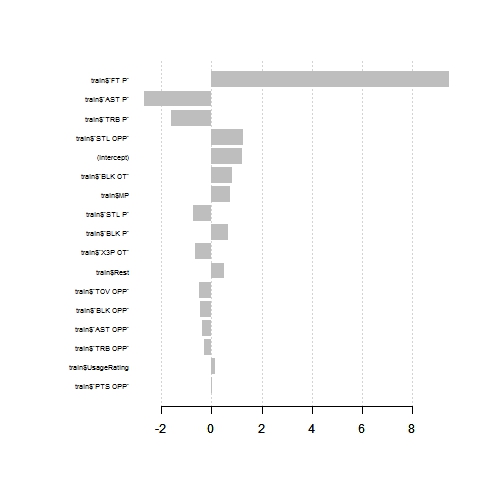 train$"FT P"
train$"AST P"
train$"TRB P"
train$"STL OPP"
(intercept)
train$"BLK OT"
train$MP
train$"STL P"
train$"BLK P"
train$"X3P OT"
train$Rest
train$"TOV OPP"
train$"BLK OPP"
train$"AST OPP"
train$"TRB OPP"
train$UsageRating
train$"PTS OPP"
-2 0 2 4 6 8